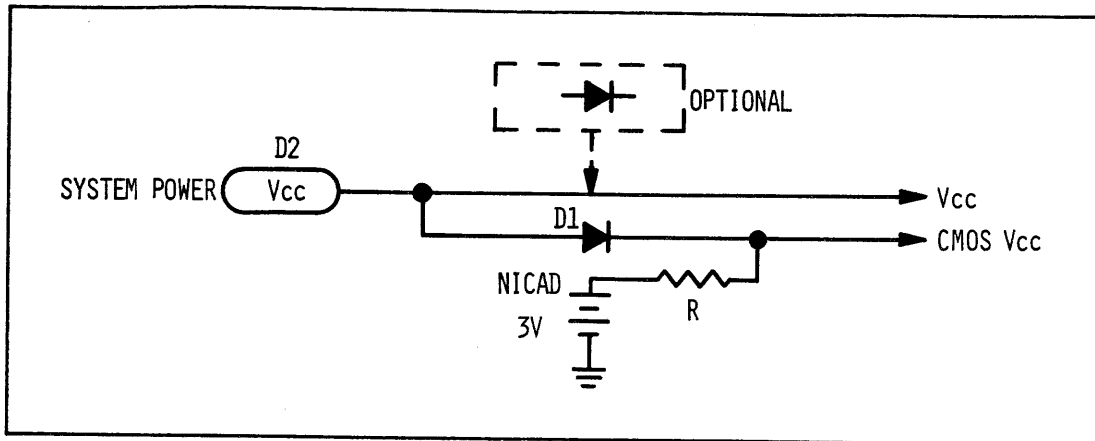 OPTIONAL
D2
SYSTEM POWER
Vcc
Vcc
D1
CMOS Vcc
NICAD
3V
R